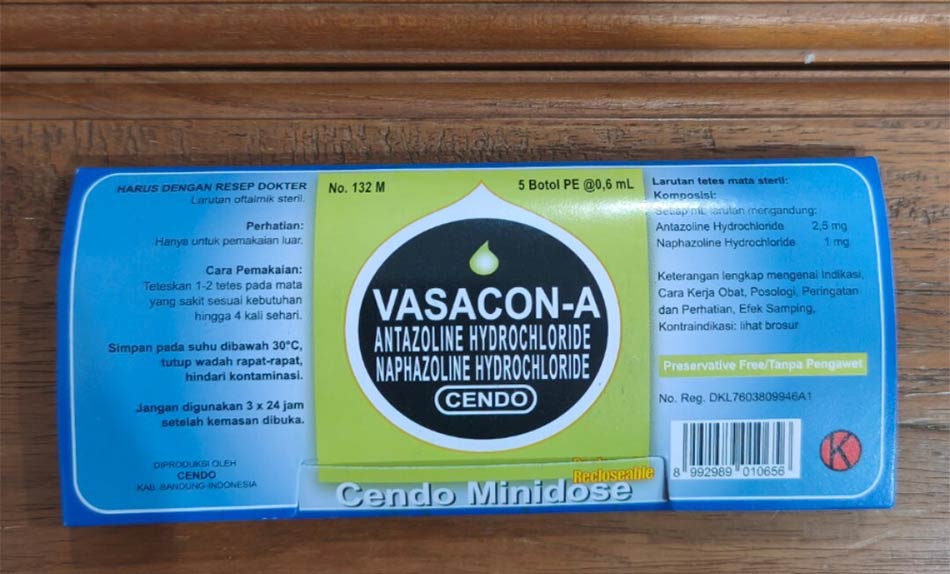 HARUS DENGAN RESEP DOKTER
Larutan oftalmik steril.
Perhatian:
Hanya untuk pemakaian luar.
Cara Pemakaian:
Teteskan 1-2 tetes pada mata
yang sakit sesuai kebutuhan
hingga 4 kali sehari.
Simpan pada suhu dibawah 30°C,
tutup wadah rapat-rapat,
hindari kontaminasi.
Jangan digunakan 3 x 24 jam
setelah kemasan dibuka.
DIPRODUKSI OLEH
CENDO
KAB. BANDUNG-INDONESIA
No. 132 M
5 Botol PE @0,6 mL
VASACON-A
ANTAZOLINE HYDROCHLORIDE
NAPHAZOLINE HYDROCHLORIDE
CENDO
Recloseable
Cendo Minidose
Larutan tetes mata steril:
Komposisi:
Setiap mL larutan mengandung:
Antazoline Hydrochloride 2,5 mg
Naphazoline Hydrochloride 1 mg
Keterangan lengkap mengenai Indikasi,
Cara Kerja Obat, Posologi, Peringatan
dan Perhatian, Efek Samping,
Kontraindikasi: lihat brosur
Preservative Free/Tanpa Pengawet
No. Reg. DKL7603809946A1
8 992989 010656
K